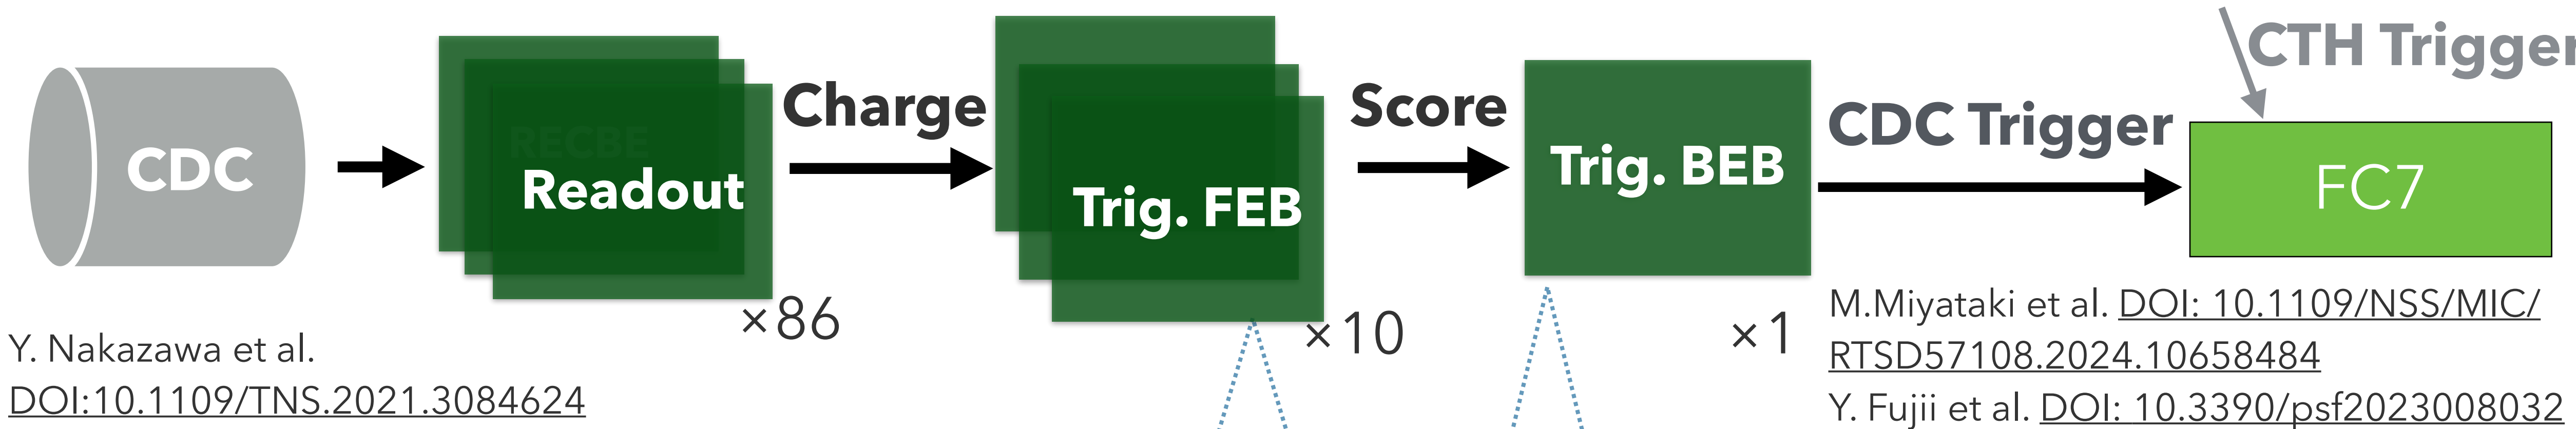 CTH Trigger
CDC
RECBE
Readout
Charge
Trig. FEB
Score
Trig. BEB
CDC Trigger
FC7
×86
×10
×1
Y. Nakazawa et al.
DOI:10.1109/TNS.2021.3084624
M.Miyataki et al. DOI: 10.1109/NSS/MIC/
RTSD57108.2024.10658484
Y. Fujii et al. DOI: 10.3390/psf2023008032